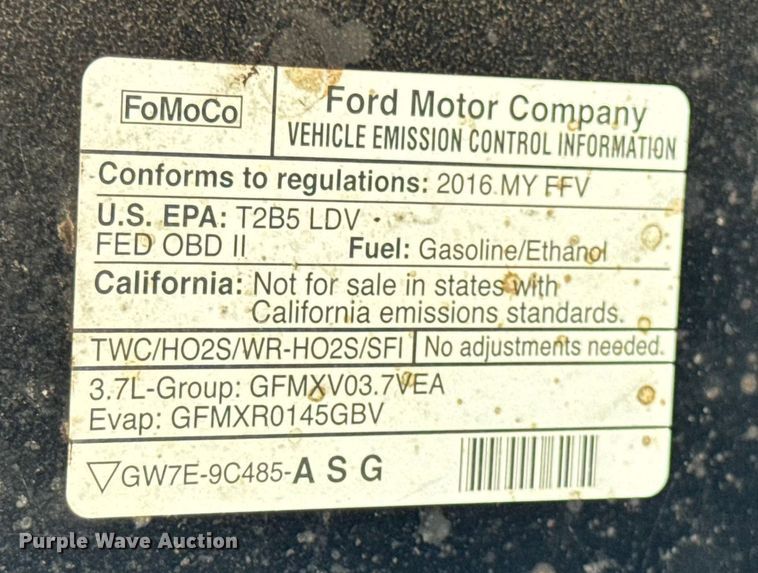 FoMoCo
Ford Motor Company
VEHICLE EMISSION CONTROL INFORMATION
Conforms to regulations: 2016 MY FFV
U.S. EPA: T2B5 LDV
FED OBD II Fuel: Gasoline/Ethanol
California: Not for sale in states with
California emissions standards.
TWC/HO2S/WR-HO2S/SFI No adjustments needed.
3.7L-Group: GFMXV03.7VEA
Evap: GFMXR0145GBV
GW7E-9C485-A S G
Purple Wave Auction